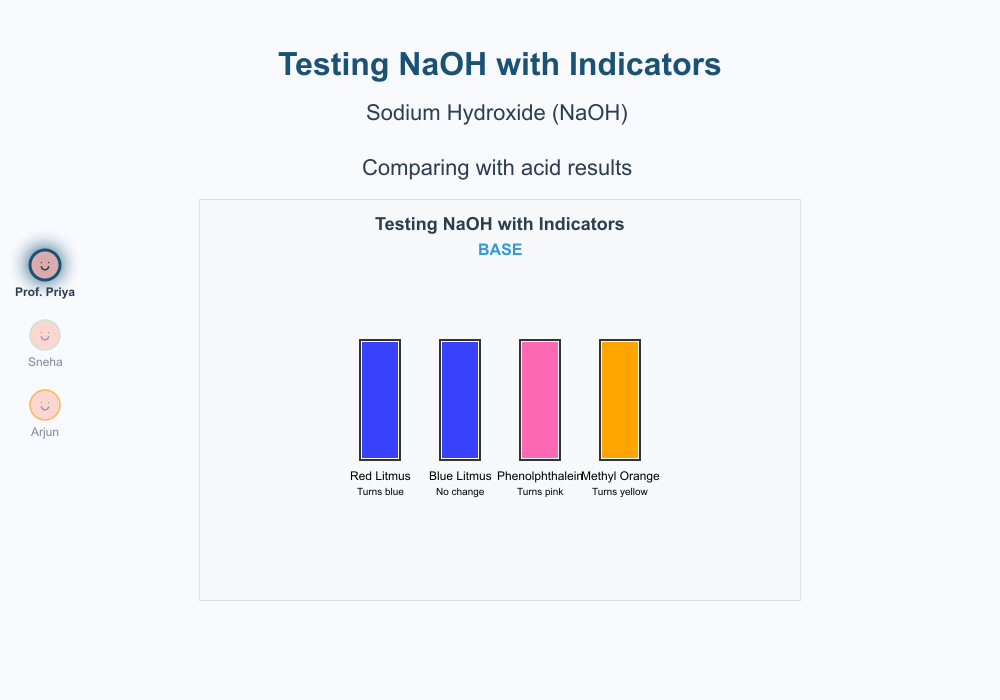 Testing NaOH with Indicators
Sodium Hydroxide (NaOH)
Comparing with acid results
Testing NaOH with Indicators
BASE
Prof. Priya
Sneha
Arjun
Red Litmus Blue Litmus Phenolphthalein Methyl Orange
Turns blue No change Turns pink Turns yellow